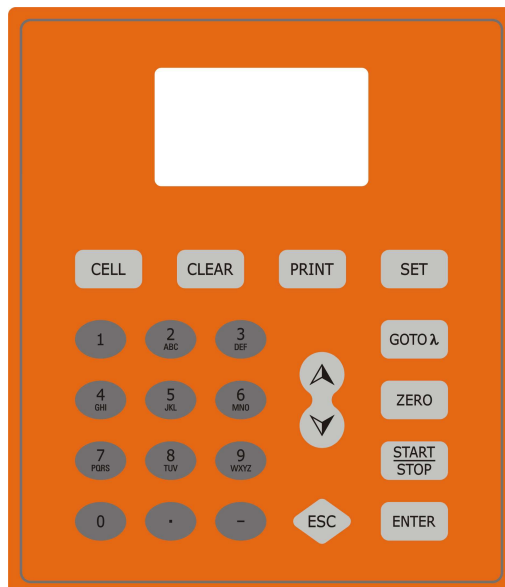 CELL CLEAR PRINT SET
1 2 3
ABC DEF
GOTO λ
4 5 6
GHI JKL MNO
ZERO
7 8 9
PQRS TUV WXYZ
START
STOP
0 . – ESC ENTER